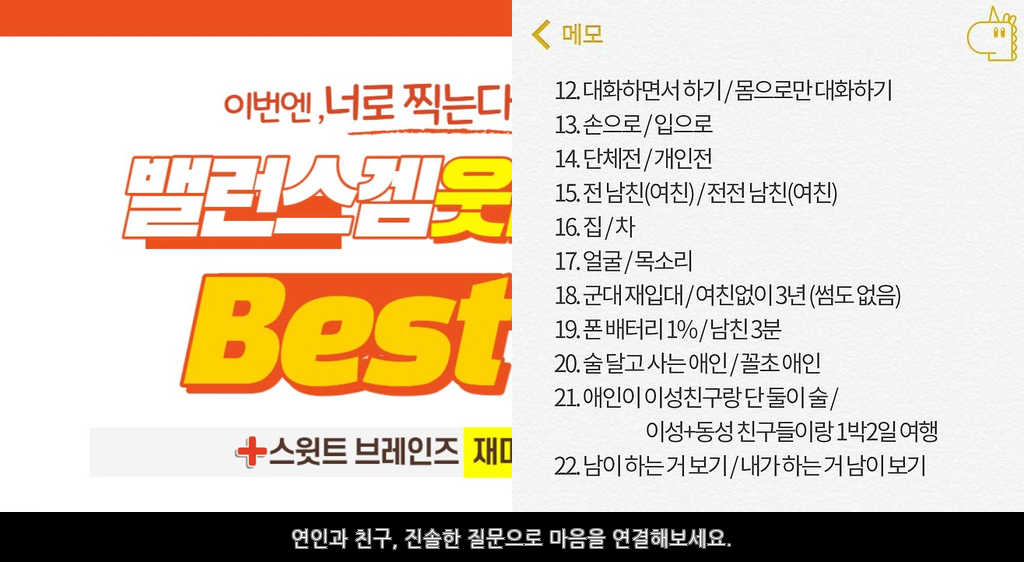 이번엔 ,너로 찍는다
밸런스겜웃
Best
+스윗트 브레인즈 재미
메모
12. 대화하면서 하기 / 몸으로만 대화하기
13. 손으로 / 입으로
14. 단체전 / 개인전
15. 전 남친(여친) / 전전 남친(여친)
16. 집 / 차
17. 얼굴 / 목소리
18. 군대 재입대 / 여친없이 3년 (썸도 없음)
19. 폰 배터리 1% / 남친 3분
20. 술 달고 사는 애인 / 꼴초 애인
21. 애인이 이성친구랑 단 둘이 술 /
이성+동성 친구들이랑 1박2일 여행
22. 남이 하는 거 보기 / 내가 하는 거 남이 보기
연인과 친구, 진솔한 질문으로 마음을 연결해보세요.